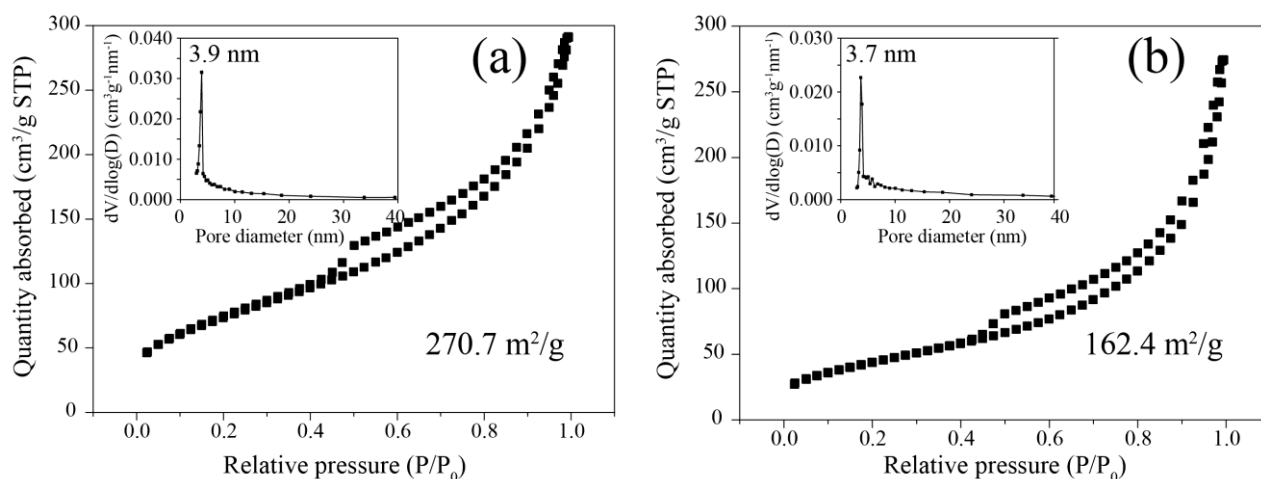 (a)
Quantity absorbed (cm³/g STP)
300
250
200
150
100
50
0
0.0 0.2 0.4 0.6 0.8 1.0
Relative pressure (P/P₀)
270.7 m²/g
3.9 nm
dV/dlog(D) (cm³g⁻¹nm⁻¹)
0.040
0.030
0.020
0.010
0.000
0 10 20 30 40
Pore diameter (nm)
(b)
Quantity absorbed (cm³/g STP)
300
250
200
150
100
50
0
0.0 0.2 0.4 0.6 0.8 1.0
Relative pressure (P/P₀)
162.4 m²/g
3.7 nm
dV/dlog(D) (cm³g⁻¹nm⁻¹)
0.030
0.020
0.010
0.000
0 10 20 30 40
Pore diameter (nm)